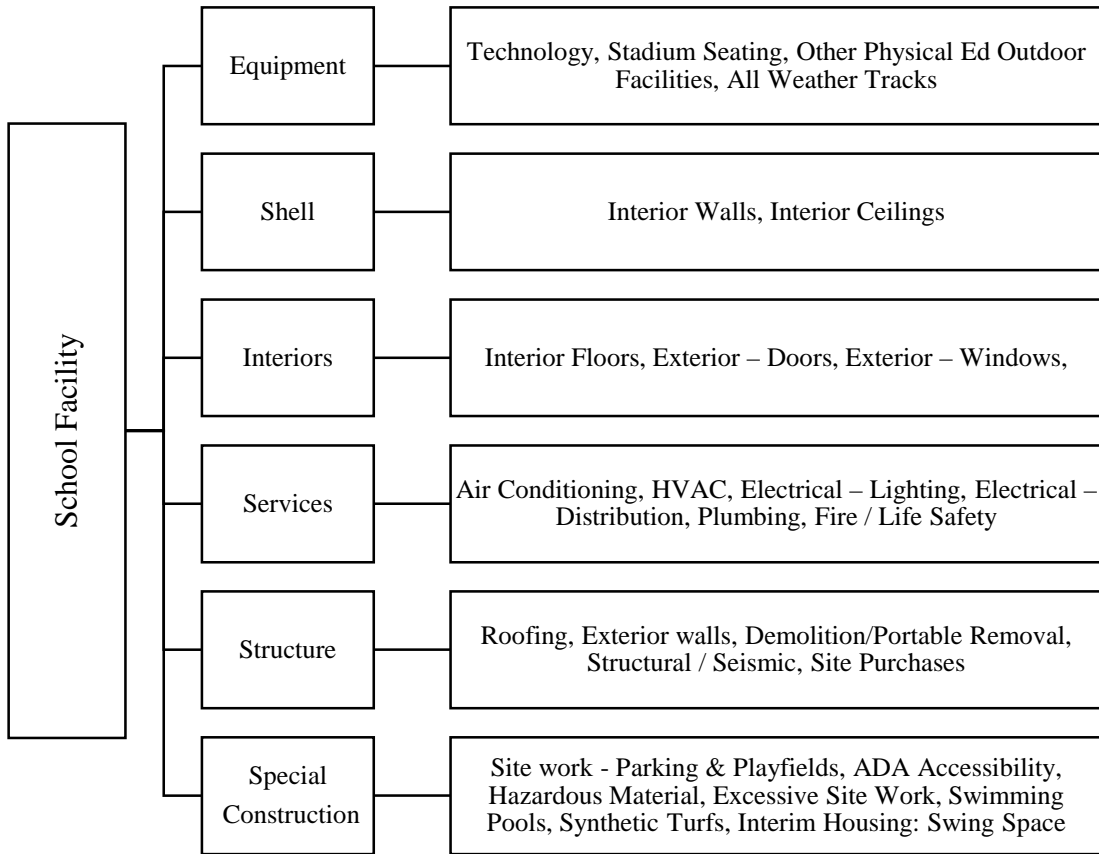 School Facility
Equipment
Technology, Stadium Seating, Other Physical Ed Outdoor
Facilities, All Weather Tracks
Shell
Interior Walls, Interior Ceilings
Interiors
Interior Floors, Exterior – Doors, Exterior – Windows,
Services
Air Conditioning, HVAC, Electrical – Lighting, Electrical –
Distribution, Plumbing, Fire / Life Safety
Structure
Roofing, Exterior walls, Demolition/Portable Removal,
Structural / Seismic, Site Purchases
Special
Construction
Site work - Parking & Playfields, ADA Accessibility,
Hazardous Material, Excessive Site Work, Swimming
Pools, Synthetic Turfs, Interim Housing: Swing Space